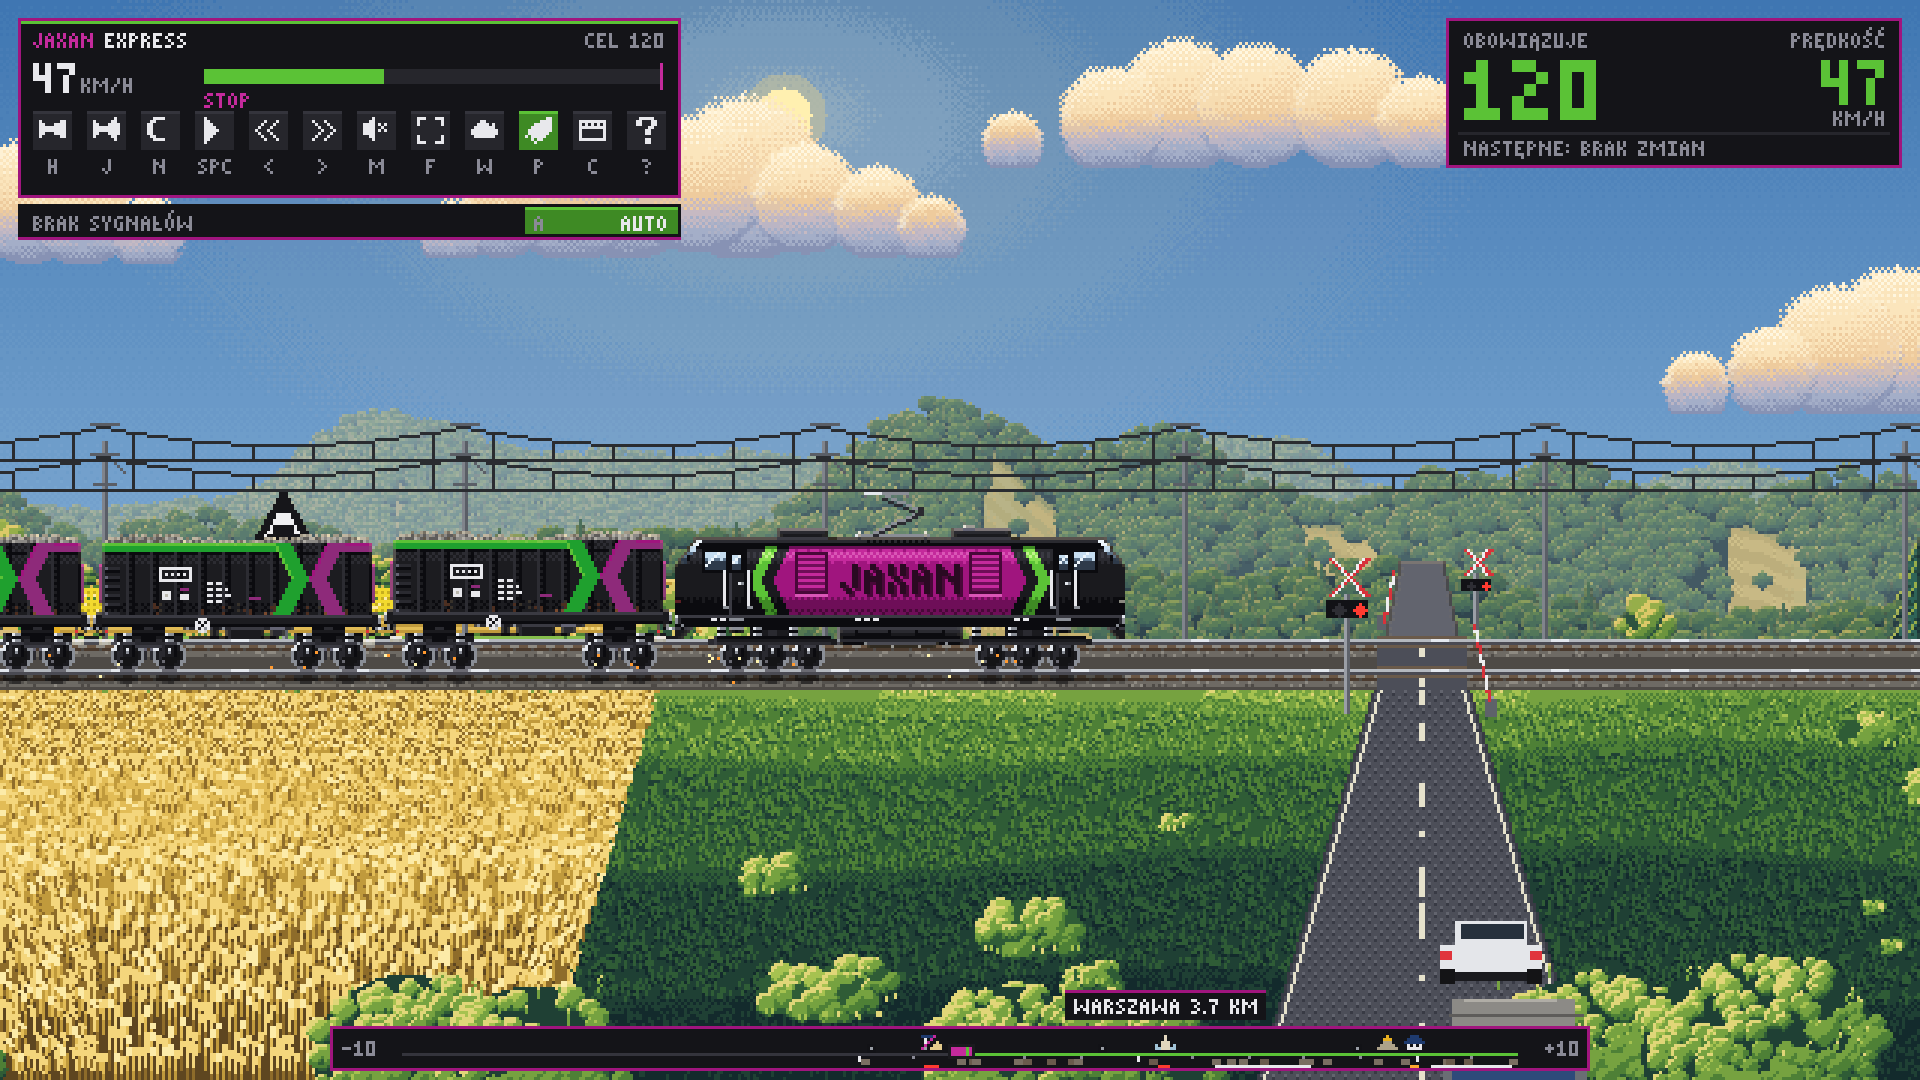 JAXAN EXPRESS CEL 120
47 KM/H
STOP
H J N SPC < > M F W P C ?
BRAK SYGNAŁÓW A AUTO
OBOWIĄZUJE PRĘDKOŚĆ
120 47
KM/H
NASTĘPNE: BRAK ZMIAN
JAXAN
WARSZAWA 3.7 KM
-10 +10